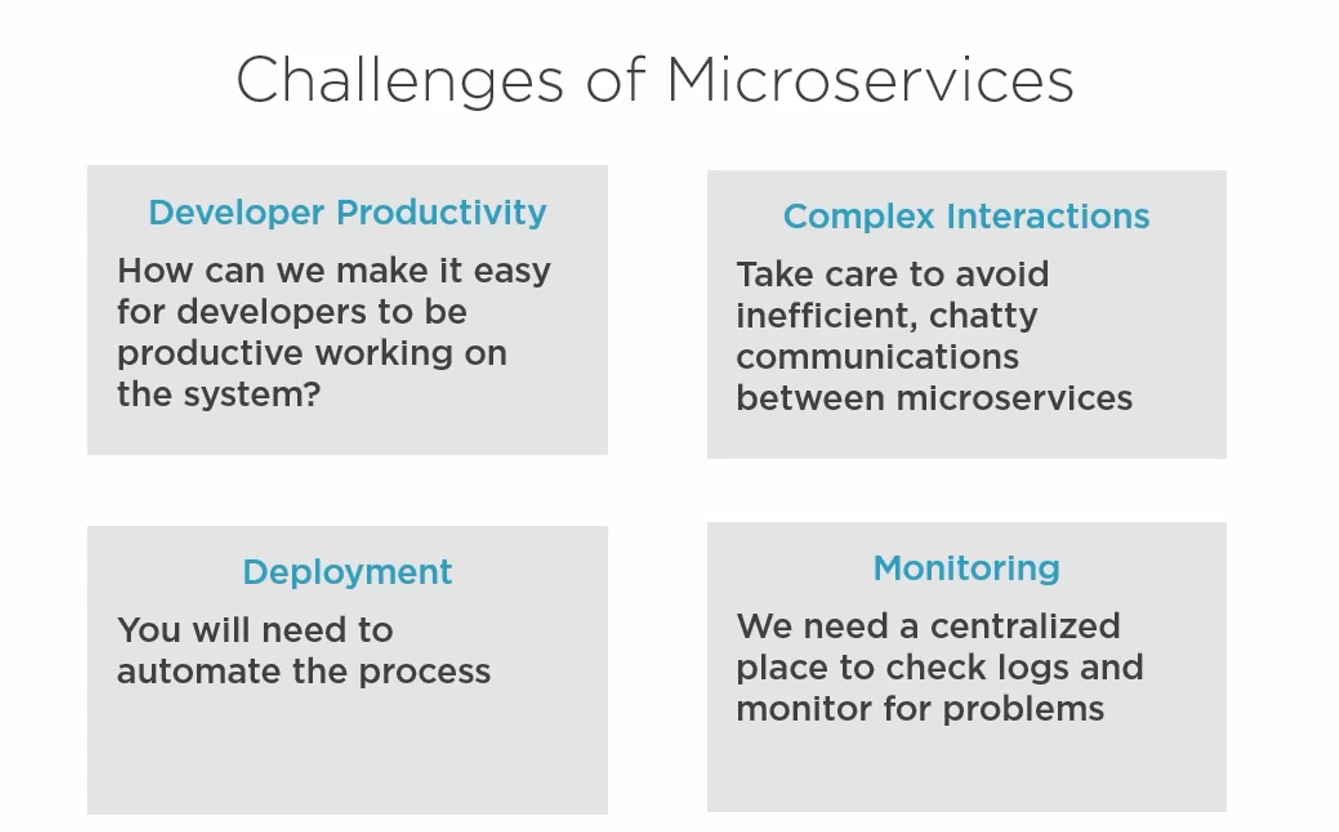 Challenges of Microservices
Developer Productivity
How can we make it easy
for developers to be
productive working on
the system?
Complex Interactions
Take care to avoid
inefficient, chatty
communications
between microservices
Deployment
You will need to
automate the process
Monitoring
We need a centralized
place to check logs and
monitor for problems